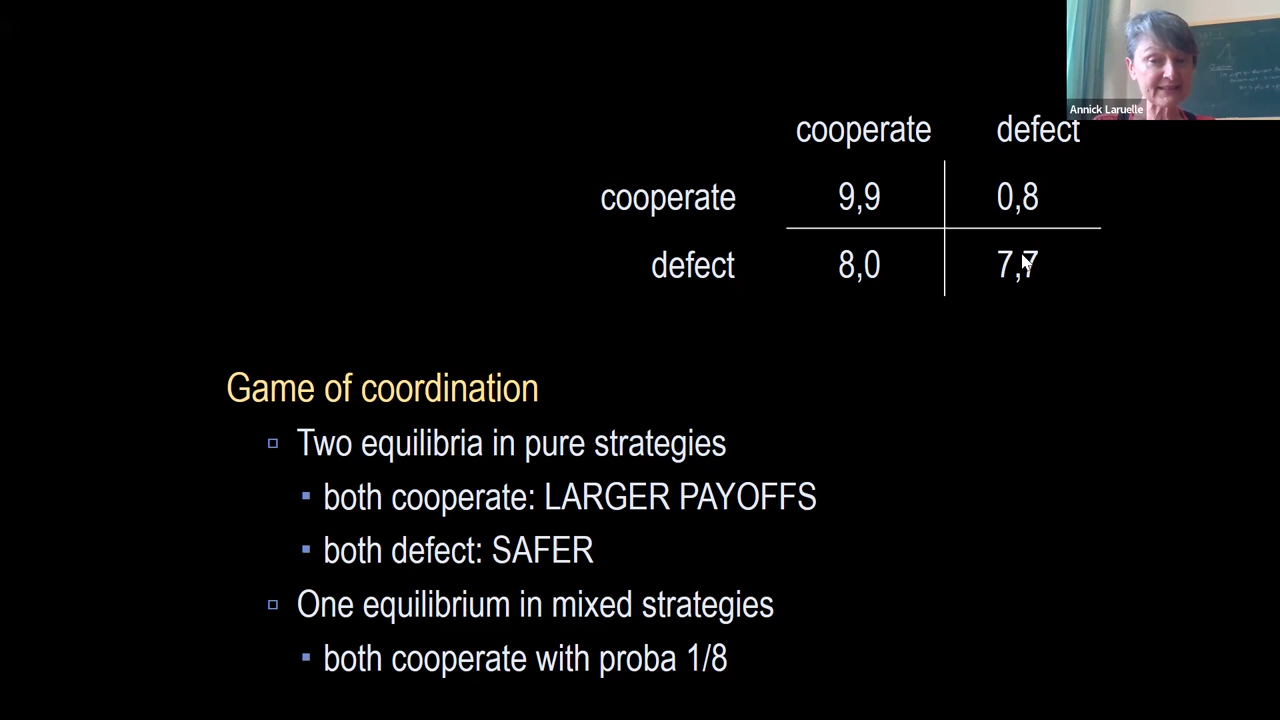 Annick Laruelle
cooperate defect
cooperate 9,9 0,8
defect 8,0 7,7
Game of coordination
Two equilibria in pure strategies
both cooperate: LARGER PAYOFFS
both defect: SAFER
One equilibrium in mixed strategies
both cooperate with proba 1/8